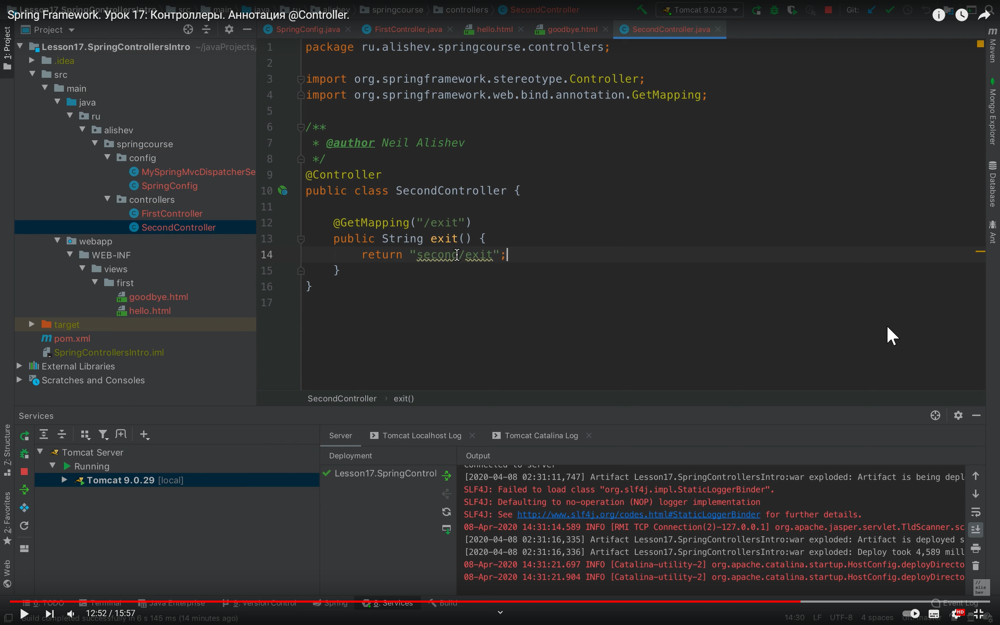 Lesson17.SpringControllersIntro src main java ru alishev springcourse controllers SecondController
Tomcat 9.0.29 Git:
Spring Framework. Урок 17: Контроллеры. Аннотация @Controller.
Project
SpringConfig.java FirstController.java hello.html goodbye.html SecondController.java
1: Project
Lesson17.SpringControllersIntro ~/javaProjects/
.idea
src
main
java
ru
alishev
springcourse
config
MySpringMvcDispatcherSe
SpringConfig
controllers
FirstController
SecondController
webapp
WEB-INF
views
first
goodbye.html
hello.html
target
pom.xml
SpringControllersIntro.iml
External Libraries
Scratches and Consoles
1 package ru.alishev.springcourse.controllers;
2
3 import org.springframework.stereotype.Controller;
4 import org.springframework.web.bind.annotation.GetMapping;
5
6 /**
7 * @author Neil Alishev
8 */
9 @Controller
10 public class SecondController {
11
12 @GetMapping("/exit")
13 public String exit() {
14 return "second/exit";
15 }
16 }
17
SecondController › exit()
Maven
Mongo Explorer
Database
Ant
Services
Z: Structure
2: Favorites
Web
Tomcat Server
Running
Tomcat 9.0.29 [local]
Server Tomcat Localhost Log Tomcat Catalina Log
Deployment Output
Lesson17.SpringControl
Connected to server
[2020-04-08 02:31:11,747] Artifact Lesson17.SpringControllersIntro:war exploded: Artifact is being depl
SLF4J: Failed to load class "org.slf4j.impl.StaticLoggerBinder".
SLF4J: Defaulting to no-operation (NOP) logger implementation
SLF4J: See http://www.slf4j.org/codes.html#StaticLoggerBinder for further details.
08-Apr-2020 14:31:14.589 INFO [RMI TCP Connection(2)-127.0.0.1] org.apache.jasper.servlet.TldScanner.sc
[2020-04-08 02:31:16,335] Artifact Lesson17.SpringControllersIntro:war exploded: Artifact is deployed s
[2020-04-08 02:31:16,336] Artifact Lesson17.SpringControllersIntro:war exploded: Deploy took 4,589 mill
08-Apr-2020 14:31:21.697 INFO [Catalina-utility-2] org.apache.catalina.startup.HostConfig.deployDirecto
08-Apr-2020 14:31:21.904 INFO [Catalina-utility-2] org.apache.catalina.startup.HostConfig.deployDirecto
// alis hev
6: TODO Terminal Java Enterprise 9: Version Control Spring 8: Services Build Event Log
12:52 / 15:57
HD
Build completed successfully in 6 s 145 ms (14 minutes ago)
14:30 LF UTF-8 4 spaces Git: master